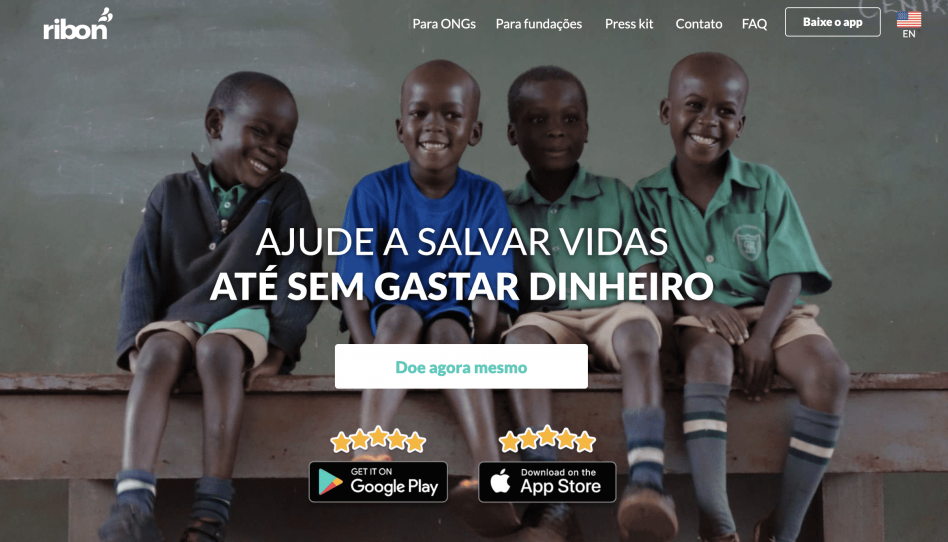 ribon
Para ONGs Para fundações Press kit Contato FAQ Baixe o app
EN
AJUDE A SALVAR VIDAS
ATÉ SEM GASTAR DINHEIRO
Doe agora mesmo
GET IT ON
Google Play
Download on the
App Store